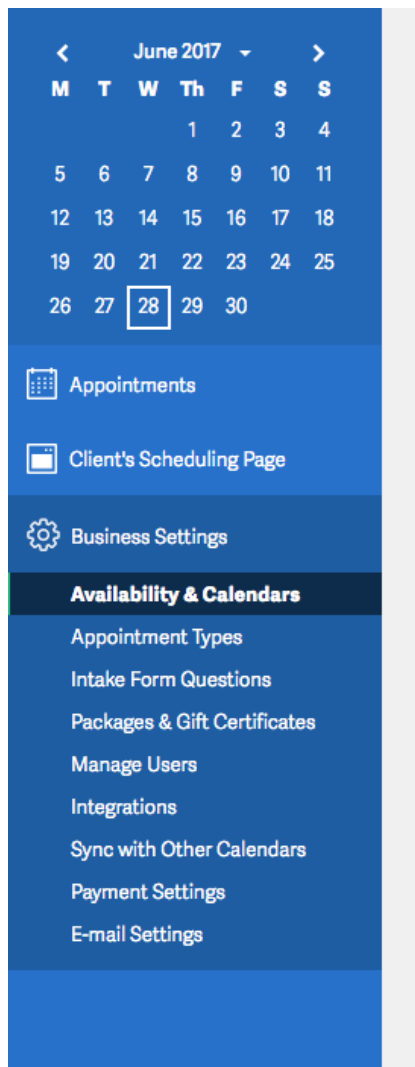 June 2017
M T W Th F S S
1 2 3 4
5 6 7 8 9 10 11
12 13 14 15 16 17 18
19 20 21 22 23 24 25
26 27 28 29 30
Appointments
Client's Scheduling Page
Business Settings
Availability & Calendars
Appointment Types
Intake Form Questions
Packages & Gift Certificates
Manage Users
Integrations
Sync with Other Calendars
Payment Settings
E-mail Settings